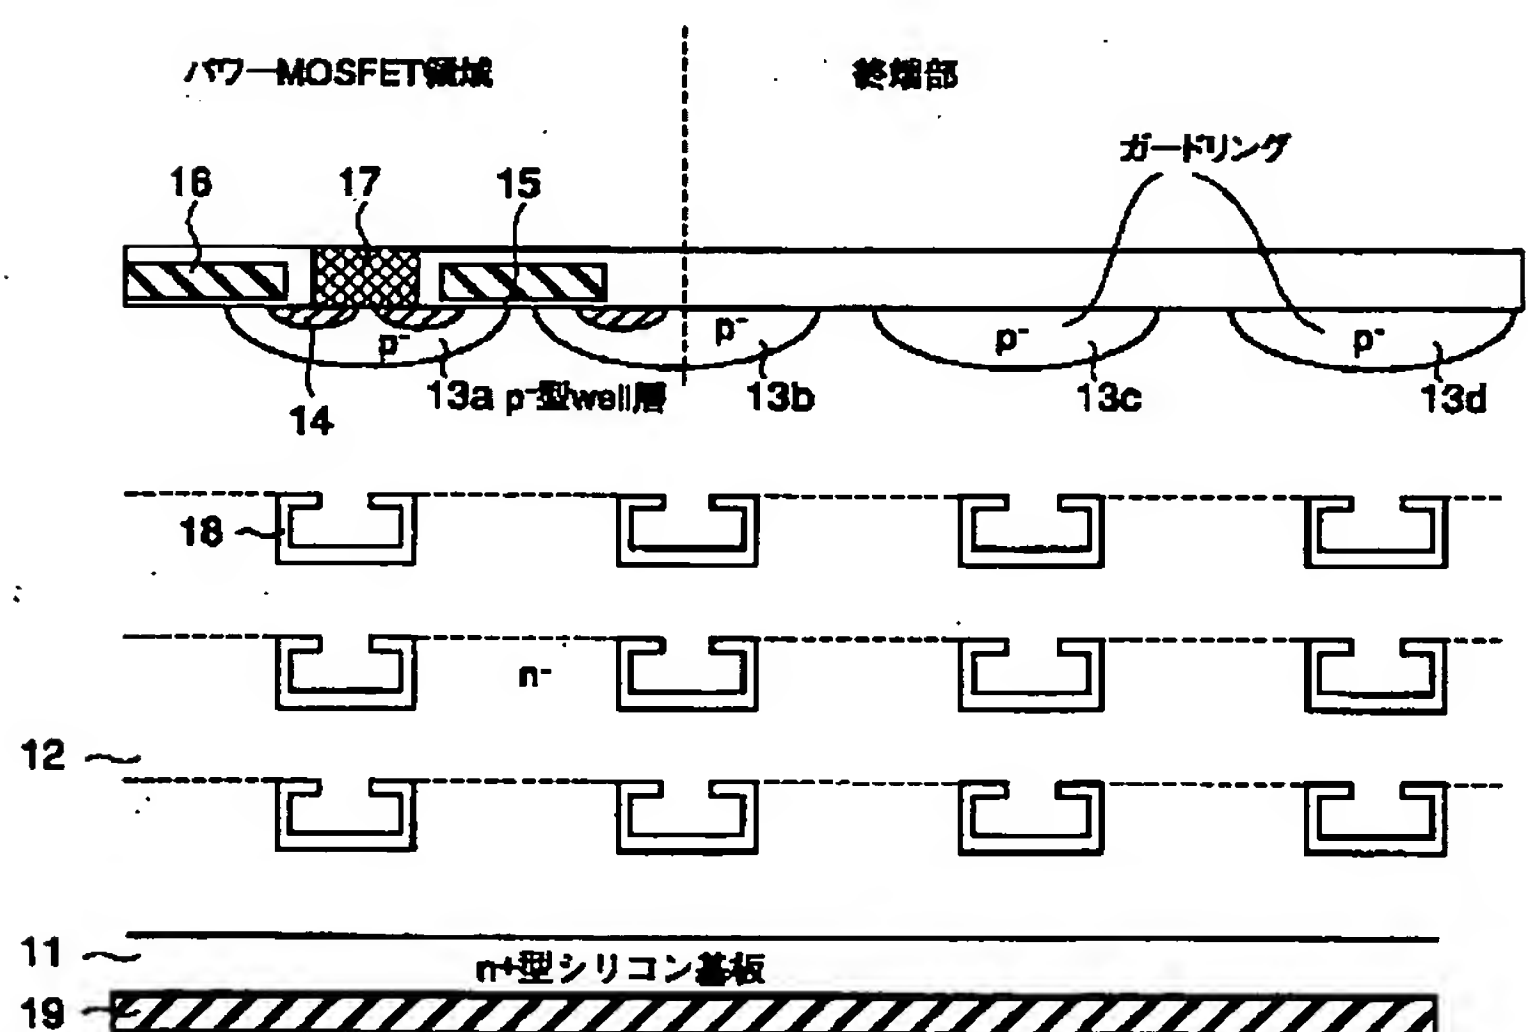 パワーMOSFET領域
終端部
ガードリング
16
17
15
p-
p-
p-
p-
14
13a p-型well層
13b
13c
13d
18
n-
12
11
n+型シリコン基板
19